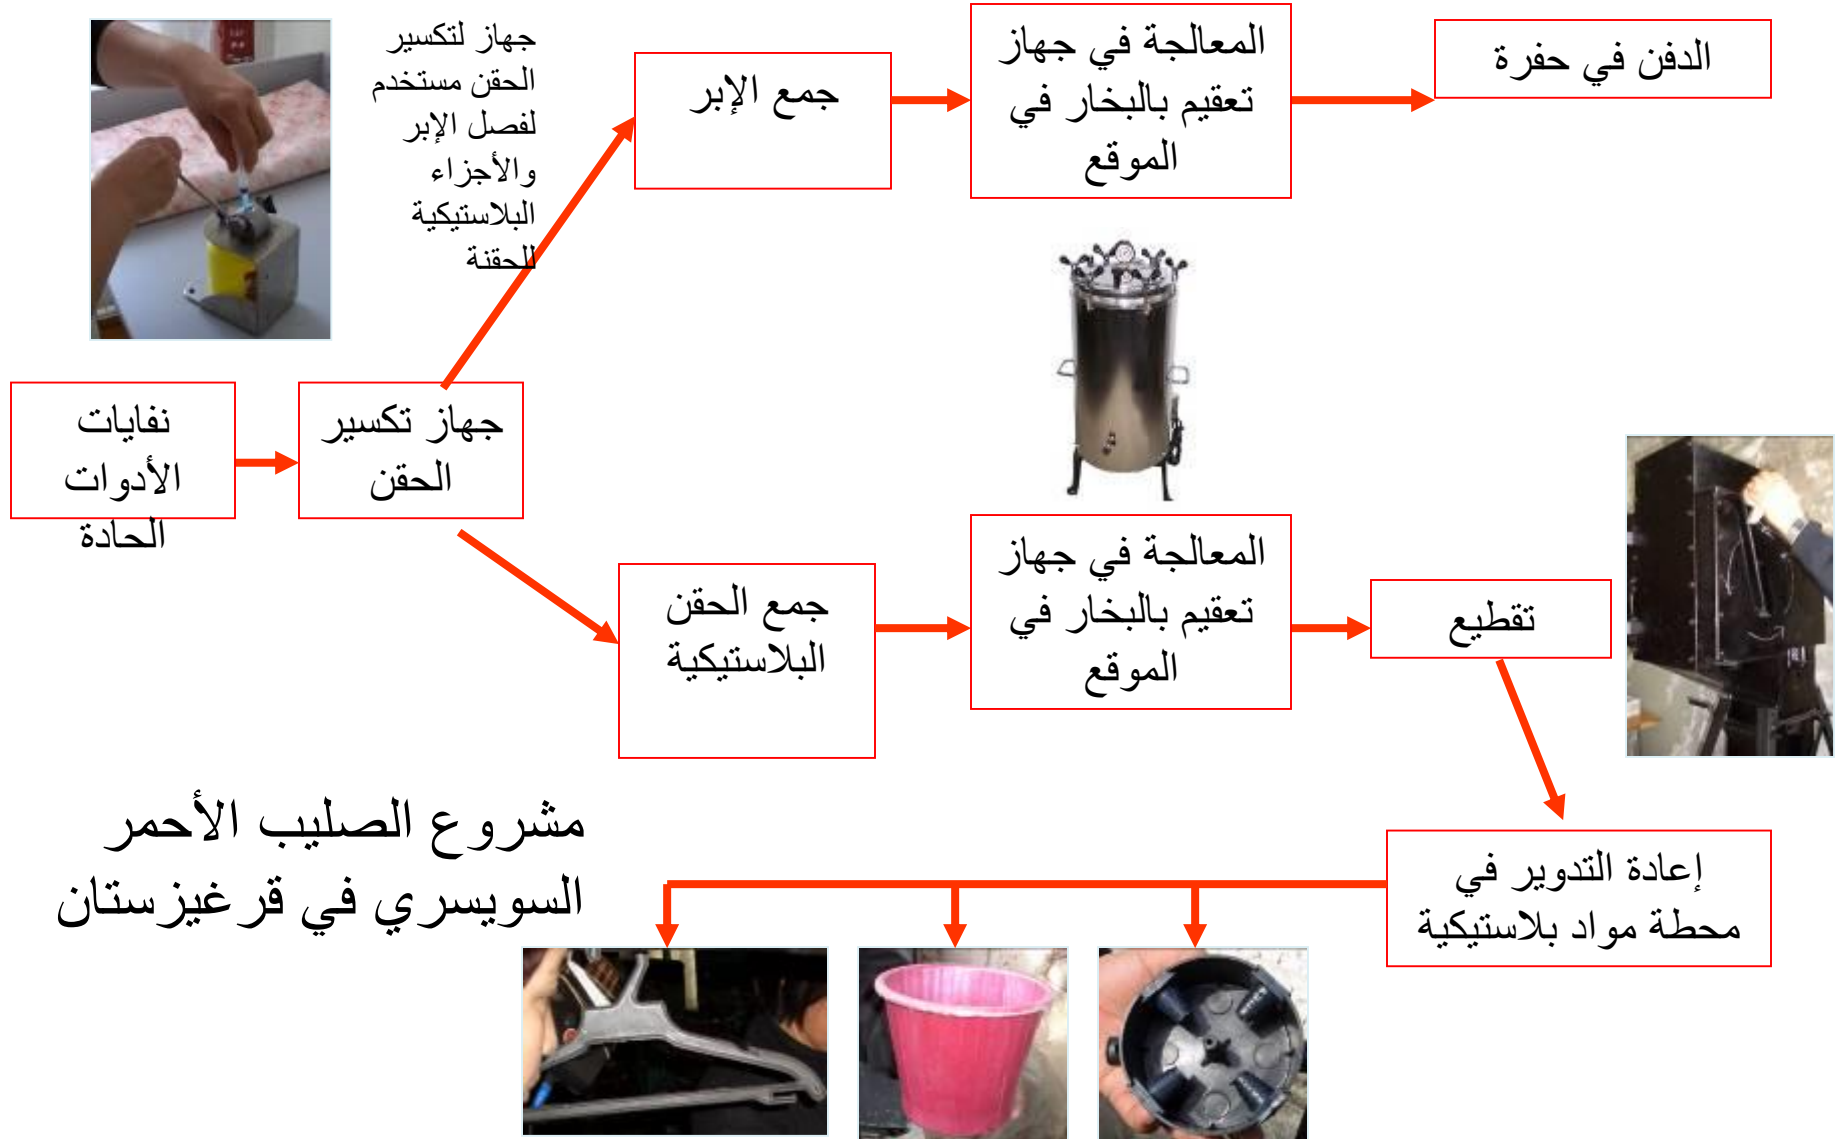 جهاز لتكسير
الحقن مستخدم
لفصل الإبر
والأجزاء
البلاستيكية
للحقنة
جمع الإبر
المعالجة في جهاز
تعقيم بالبخار في
الموقع
الدفن في حفرة
نفايات
الأدوات
الحادة
جهاز تكسير
الحقن
جمع الحقن
البلاستيكية
المعالجة في جهاز
تعقيم بالبخار في
الموقع
تقطيع
إعادة التدوير في
محطة مواد بلاستيكية
مشروع الصليب الأحمر
السويسري في قرغيزستان